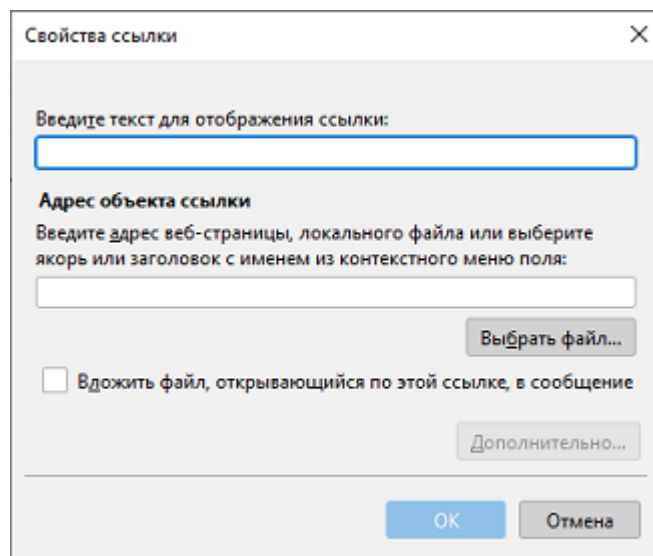 Свойства ссылки
Введите текст для отображения ссылки:
Адрес объекта ссылки
Введите адрес веб-страницы, локального файла или выберите
якорь или заголовок с именем из контекстного меню поля:
Выбрать файл...
Вложить файл, открывающийся по этой ссылке, в сообщение
Дополнительно...
ОК
Отмена